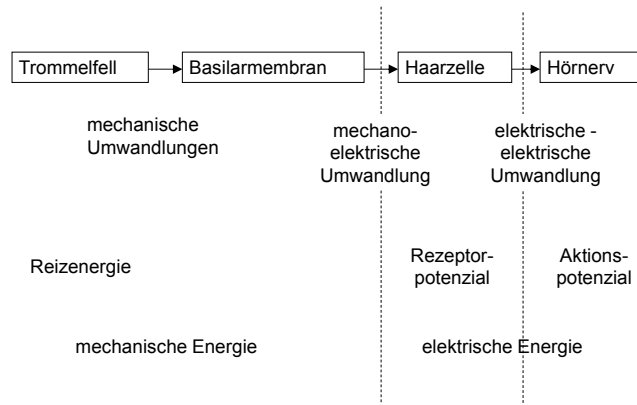 Trommelfell
Basilarmembran
Haarzelle
Hörnerv
mechanische
Umwandlungen
mechano-
elektrische
Umwandlung
elektrische -
elektrische
Umwandlung
Reizenergie
Rezeptor-
potenzial
Aktions-
potenzial
mechanische Energie
elektrische Energie